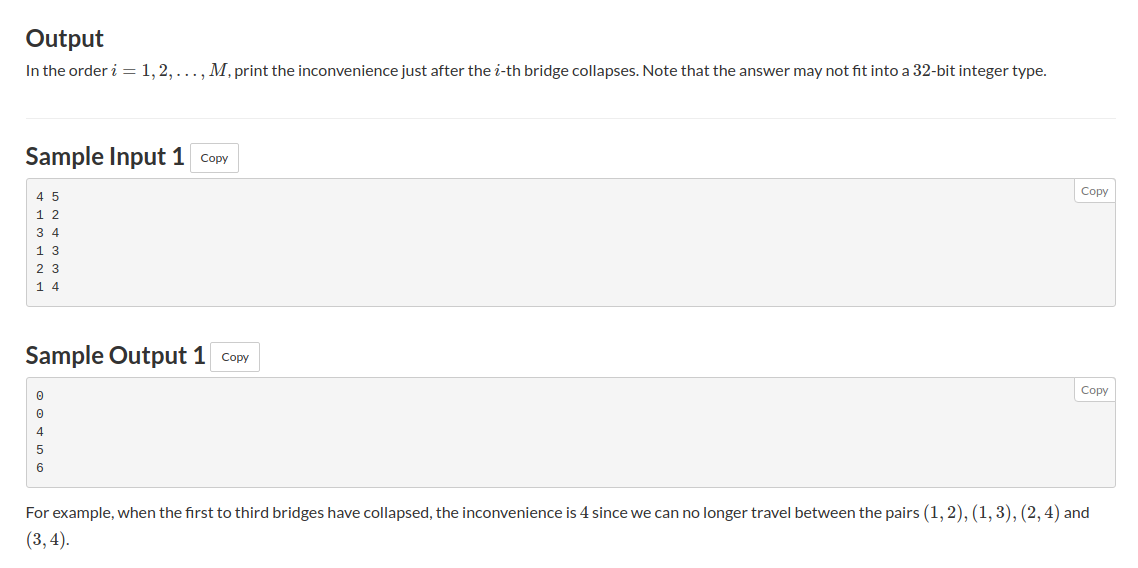 Output
In the order i = 1, 2, . . . , M, print the inconvenience just after the i-th bridge collapses. Note that the answer may not fit into a 32-bit integer type.
Sample Input 1 Copy
Copy
4 5
1 2
3 4
1 3
2 3
1 4
Sample Output 1 Copy
Copy
0
0
4
5
6
For example, when the first to third bridges have collapsed, the inconvenience is 4 since we can no longer travel between the pairs (1, 2), (1, 3), (2, 4) and
(3, 4).